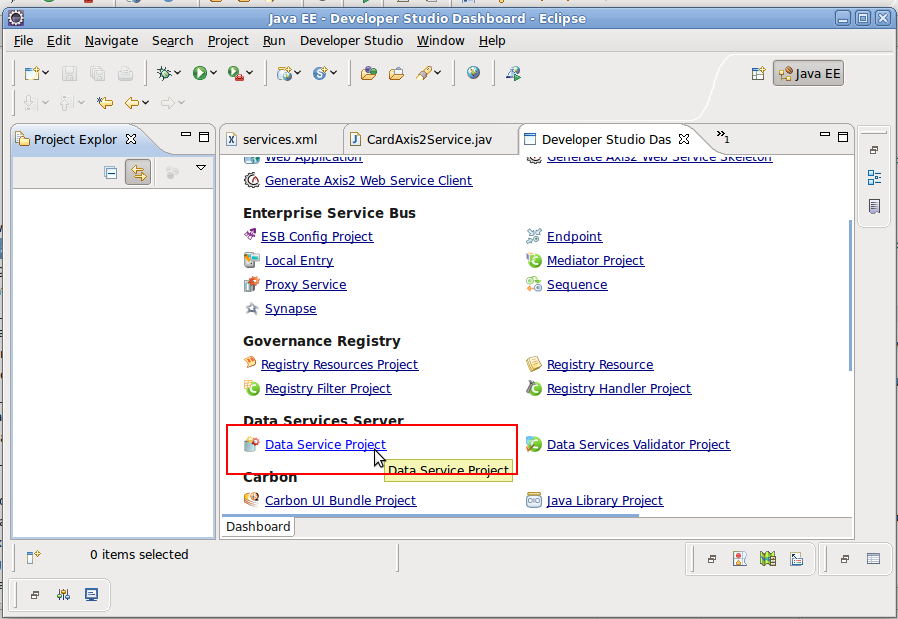 Java EE - Developer Studio Dashboard - Eclipse
File Edit Navigate Search Project Run Developer Studio Window Help
Java EE
Project Explor
services.xml
CardAxis2Service.jav
Developer Studio Das
»1
Web Application
Generate Axis2 Web Service Skeleton
Generate Axis2 Web Service Client
Enterprise Service Bus
ESB Config Project
Endpoint
Local Entry
Mediator Project
Proxy Service
Sequence
Synapse
Governance Registry
Registry Resources Project
Registry Resource
Registry Filter Project
Registry Handler Project
Data Services Server
Data Service Project
Data Services Validator Project
Data Service Project
Carbon
Carbon UI Bundle Project
Java Library Project
Dashboard
0 items selected